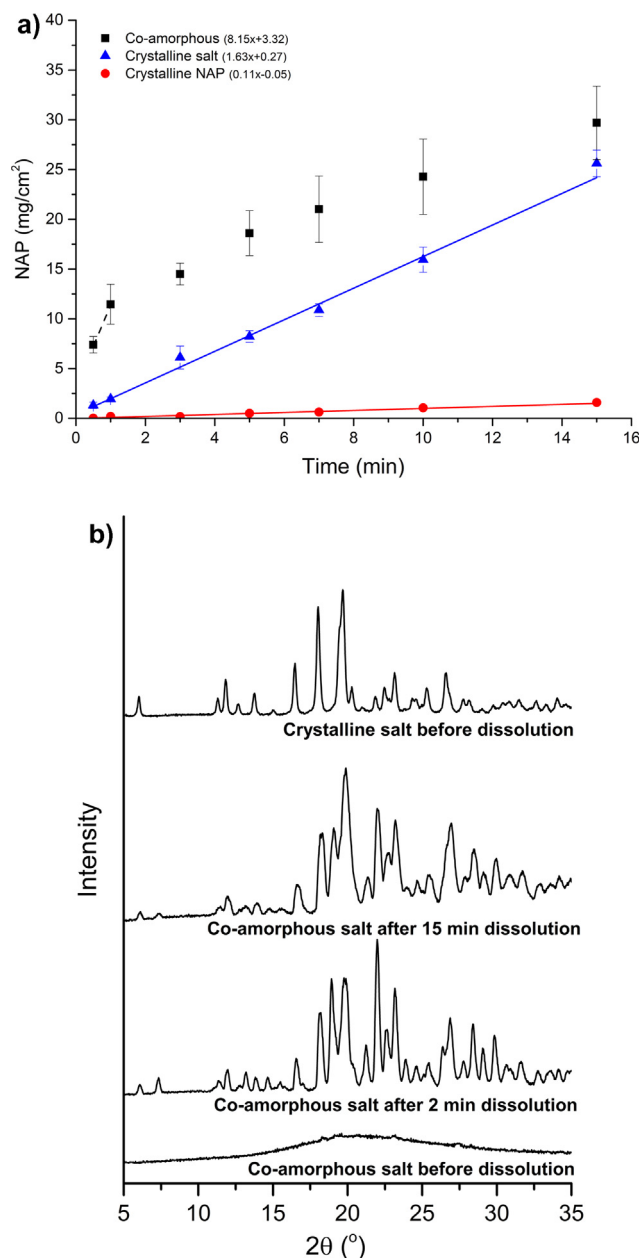 a)
Co-amorphous (8.15x+3.32)
Crystalline salt (1.63x+0.27)
Crystalline NAP (0.11x-0.05)
NAP (mg/cm²)
35
30
25
20
15
10
5
0
0 2 4 6 8 10 12 14 16
Time (min)
b)
Intensity
Crystalline salt before dissolution
Co-amorphous salt after 15 min dissolution
Co-amorphous salt after 2 min dissolution
Co-amorphous salt before dissolution
5 10 15 20 25 30 35
2θ (°)